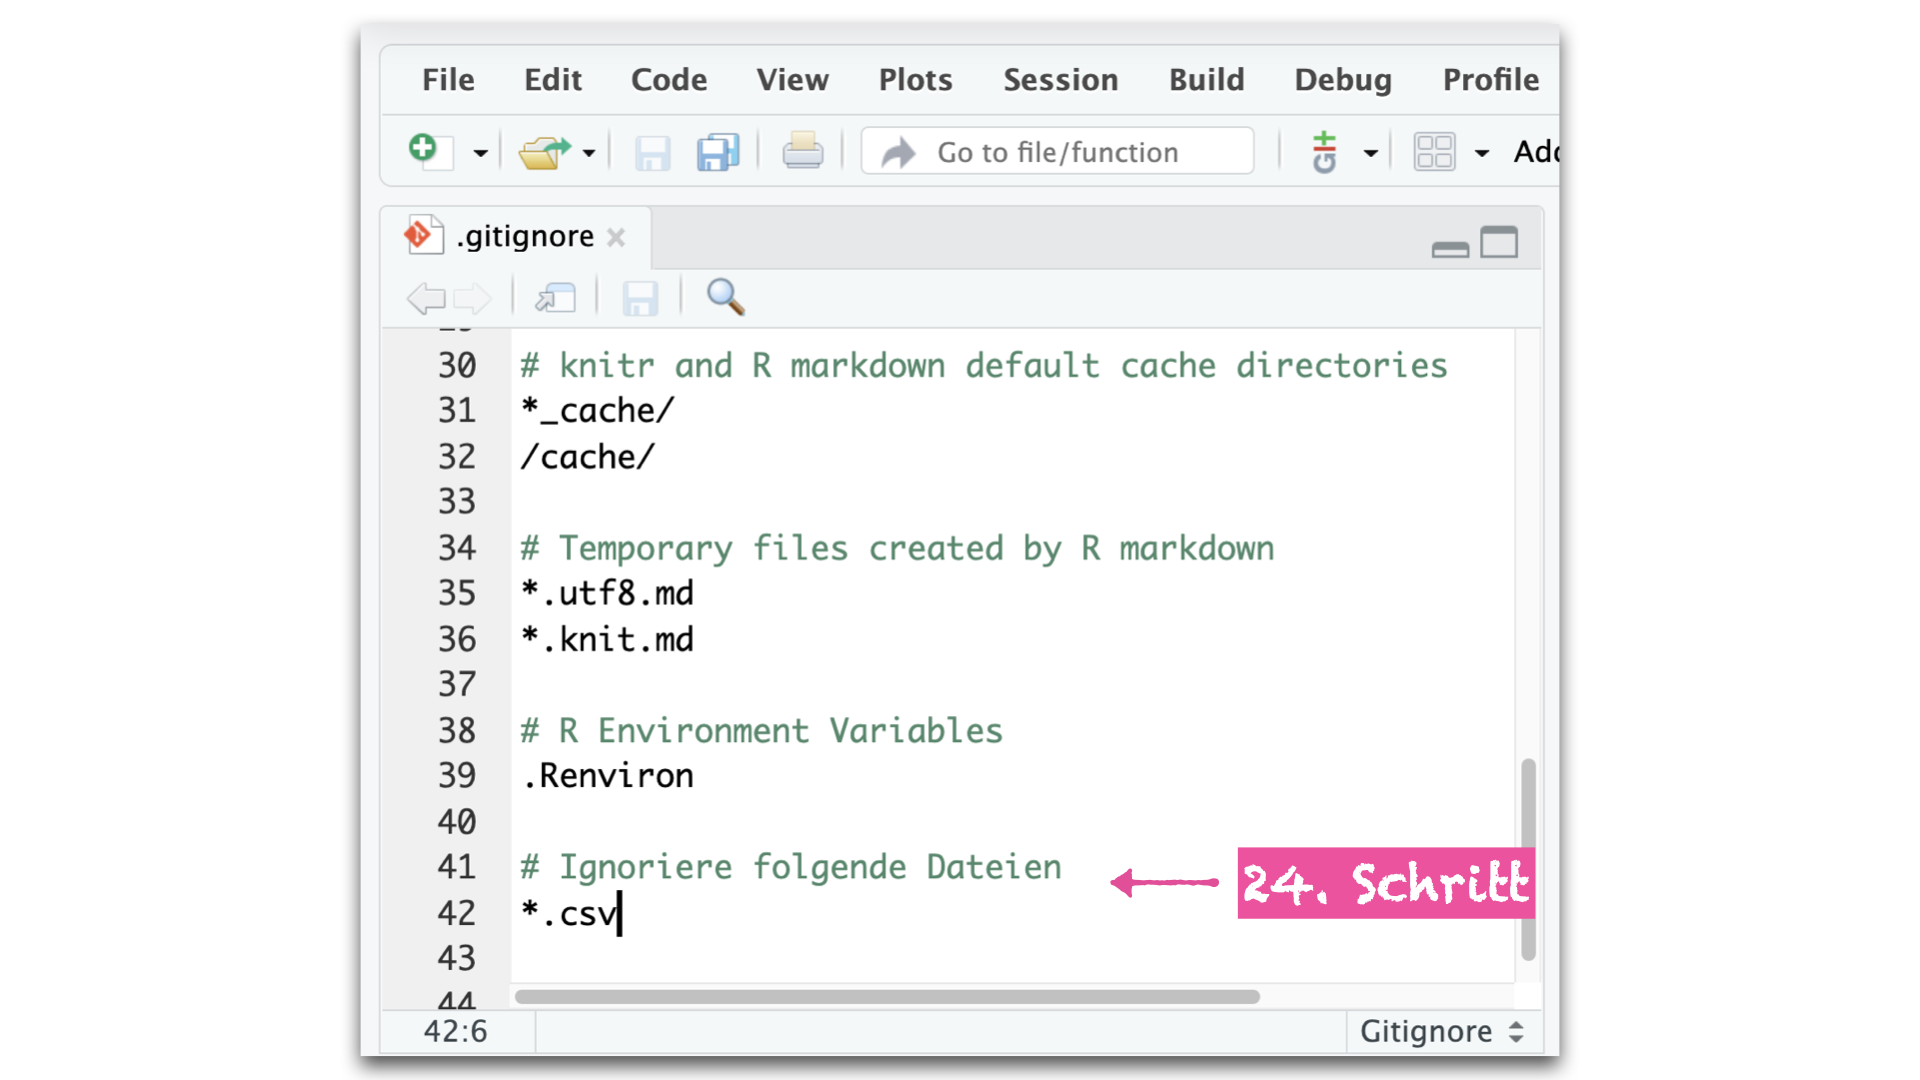 File Edit Code View Plots Session Build Debug Profile
Go to file/function
.gitignore
30 # knitr and R markdown default cache directories
31 *_cache/
32 /cache/
33
34 # Temporary files created by R markdown
35 *.utf8.md
36 *.knit.md
37
38 # R Environment Variables
39 .Renviron
40
41 # Ignoriere folgende Dateien
24. Schritt
42 *.csv
43
44
42:6 Gitignore